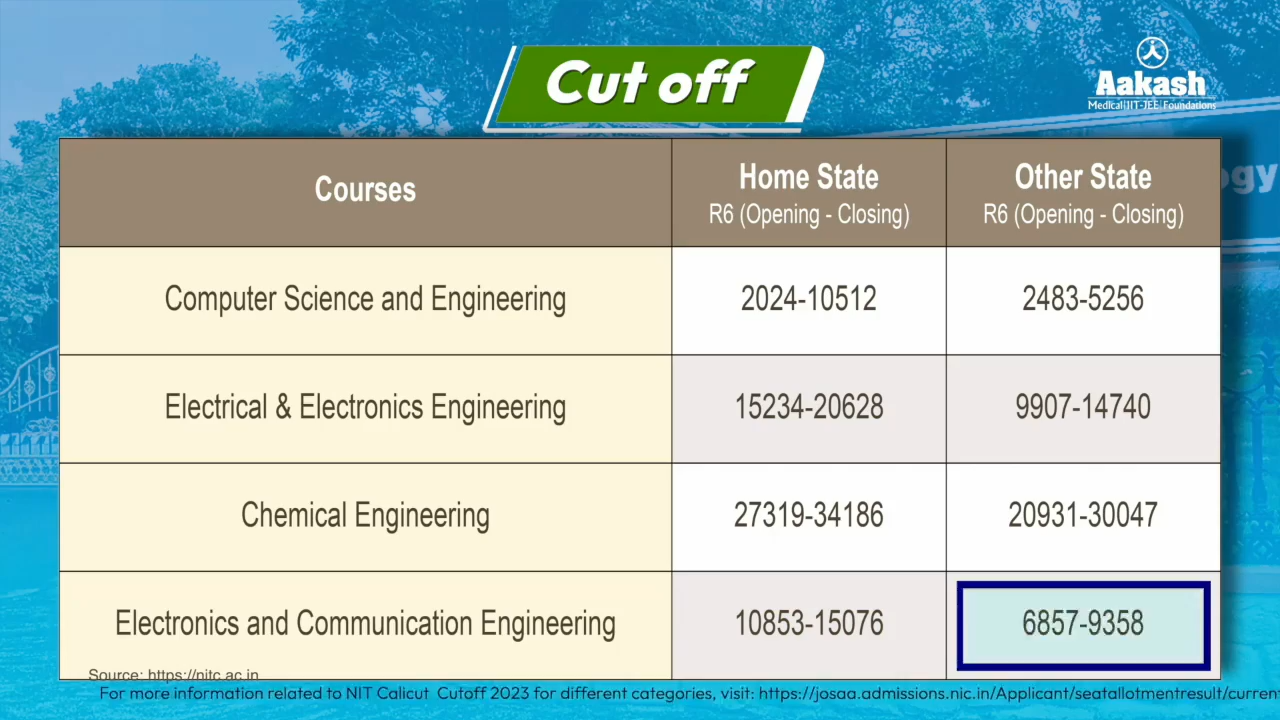 Cut off
Aakash
Medical|IIT-JEE|Foundations
ogy
Courses
Home State
R6 (Opening - Closing)
Other State
R6 (Opening - Closing)
Computer Science and Engineering
2024-10512
2483-5256
Electrical & Electronics Engineering
15234-20628
9907-14740
Chemical Engineering
27319-34186
20931-30047
Electronics and Communication Engineering
10853-15076
6857-9358
Source: https://nitc.ac.in
For more information related to NIT Calicut Cutoff 2023 for different categories, visit: https://josaa.admissions.nic.in/Applicant/seatallotmentresult/current